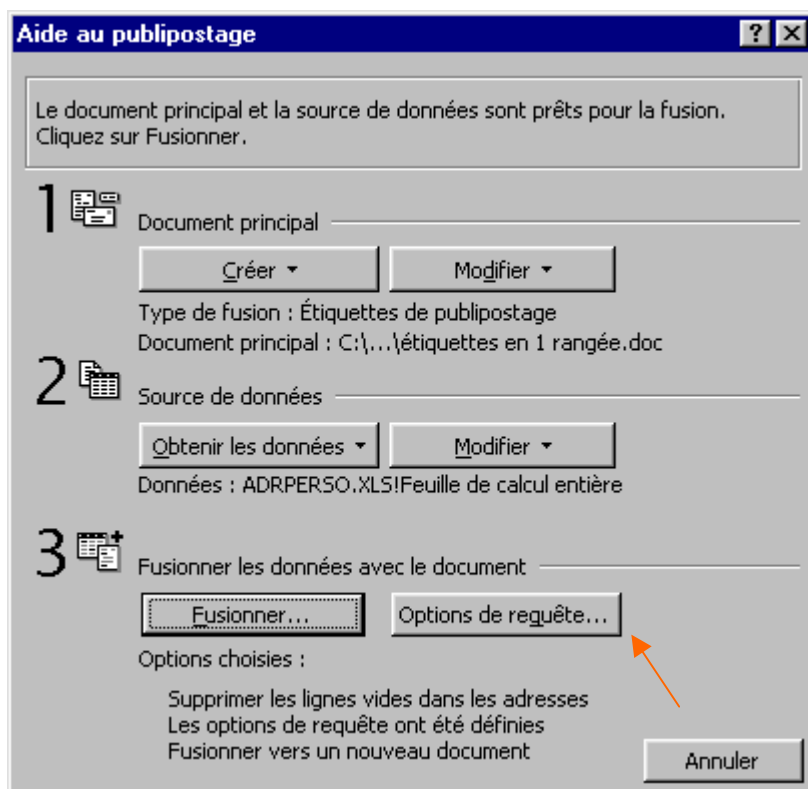 Aide au publipostage
Le document principal et la source de données sont prêts pour la fusion.
Cliquez sur Fusionner.
1
Document principal
Créer
Modifier
Type de fusion : Étiquettes de publipostage
Document principal : C:\...\étiquettes en 1 rangée.doc
2
Source de données
Obtenir les données
Modifier
Données : ADRPERSO.XLS!Feuille de calcul entière
3
Fusionner les données avec le document
Fusionner...
Options de requête...
Options choisies :
Supprimer les lignes vides dans les adresses
Les options de requête ont été définies
Fusionner vers un nouveau document
Annuler